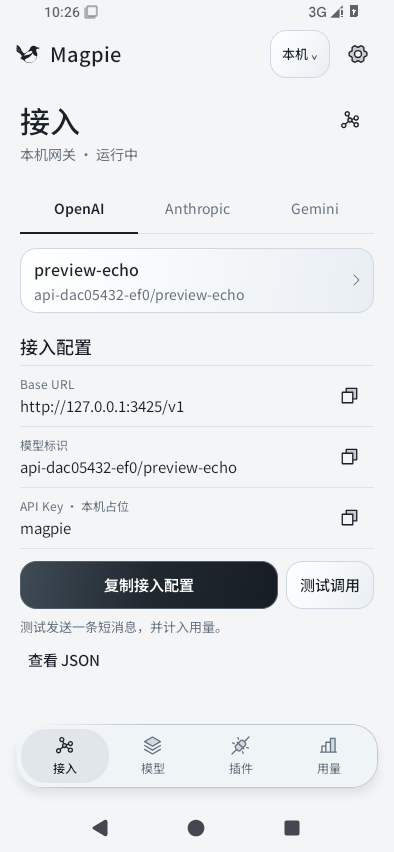 10:26
3G
Magpie
本机
接入
本机网关 · 运行中
OpenAI
Anthropic
Gemini
preview-echo
api-dac05432-ef0/preview-echo
接入配置
Base URL
http://127.0.0.1:3425/v1
模型标识
api-dac05432-ef0/preview-echo
API Key · 本机占位
magpie
复制接入配置
测试调用
测试发送一条短消息，并计入用量。
查看 JSON
接入
模型
插件
用量